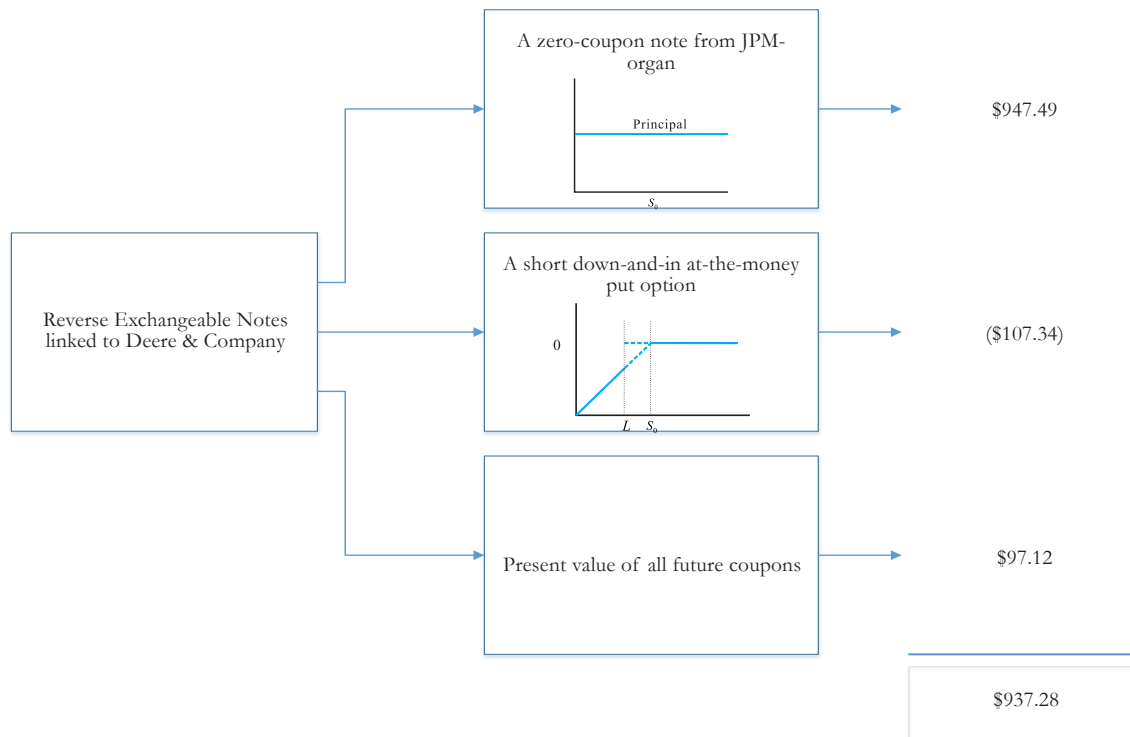 Reverse Exchangeable Notes
linked to Deere & Company
A zero-coupon note from JPM-
organ
Principal
S₀
$947.49
A short down-and-in at-the-money
put option
0
L S₀
($107.34)
Present value of all future coupons
$97.12
$937.28